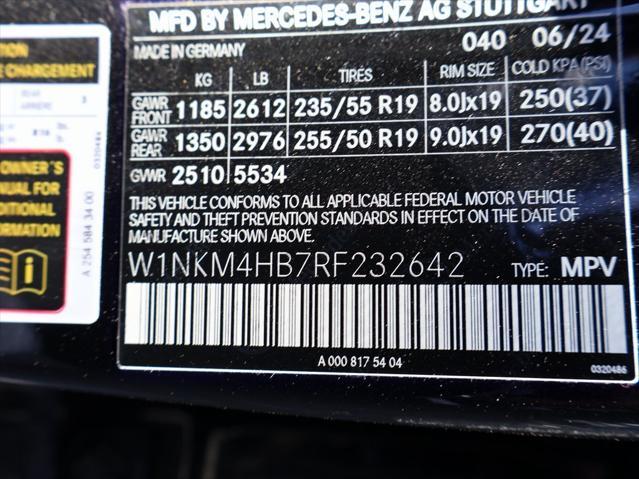 MFD BY MERCEDES-BENZ AG STUTTGART
MADE IN GERMANY 040 06/24
KG LB TIRES RIM SIZE COLD KPA (PSI)
GAWR FRONT 1185 2612 235/55 R19 8.0Jx19 250(37)
GAWR REAR 1350 2976 255/50 R19 9.0Jx19 270(40)
GVWR 2510 5534
THIS VEHICLE CONFORMS TO ALL APPLICABLE FEDERAL MOTOR VEHICLE
SAFETY AND THEFT PREVENTION STANDARDS IN EFFECT ON THE DATE OF
MANUFACTURE SHOWN ABOVE.
W1NKM4HB7RF232642 TYPE: MPV
A 000 817 54 04
0320486
CHARGEMENT
3
0320486
OWNER´S
MANUAL FOR
ADDITIONAL
INFORMATION
A 254 584 34 00